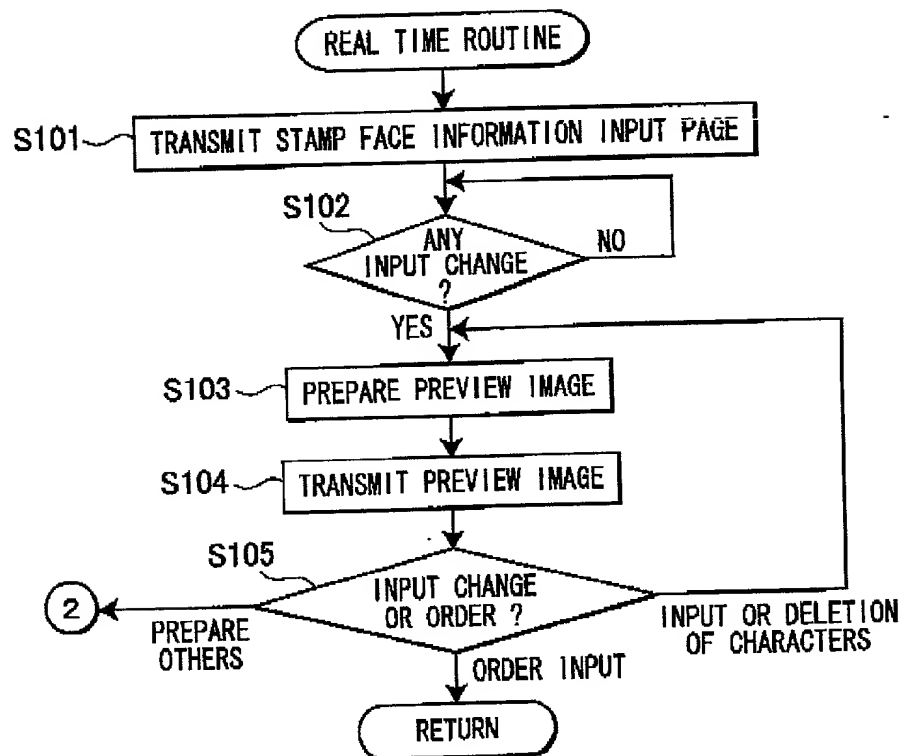 REAL TIME ROUTINE
S101
TRANSMIT STAMP FACE INFORMATION INPUT PAGE
S102
ANY
INPUT CHANGE
?
NO
YES
S103
PREPARE PREVIEW IMAGE
S104
TRANSMIT PREVIEW IMAGE
S105
INPUT CHANGE
OR ORDER ?
2
PREPARE
OTHERS
INPUT OR DELETION
OF CHARACTERS
ORDER INPUT
RETURN